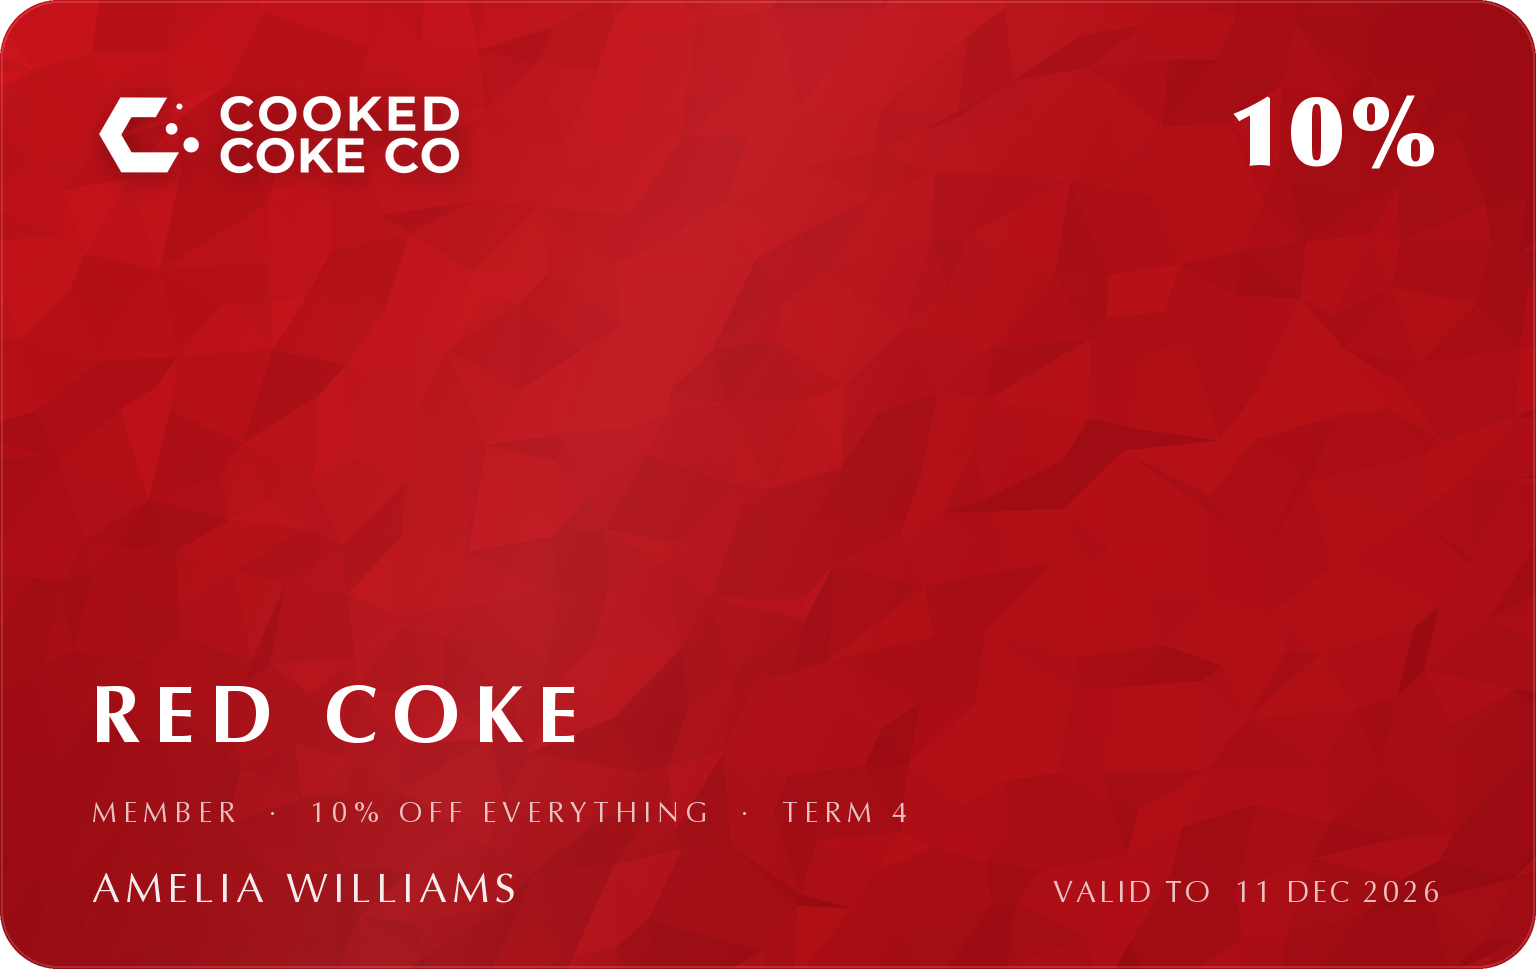 COOKED
COKE CO
10%
RED COKE
MEMBER · 10% OFF EVERYTHING · TERM 4
AMELIA WILLIAMS
VALID TO 11 DEC 2026